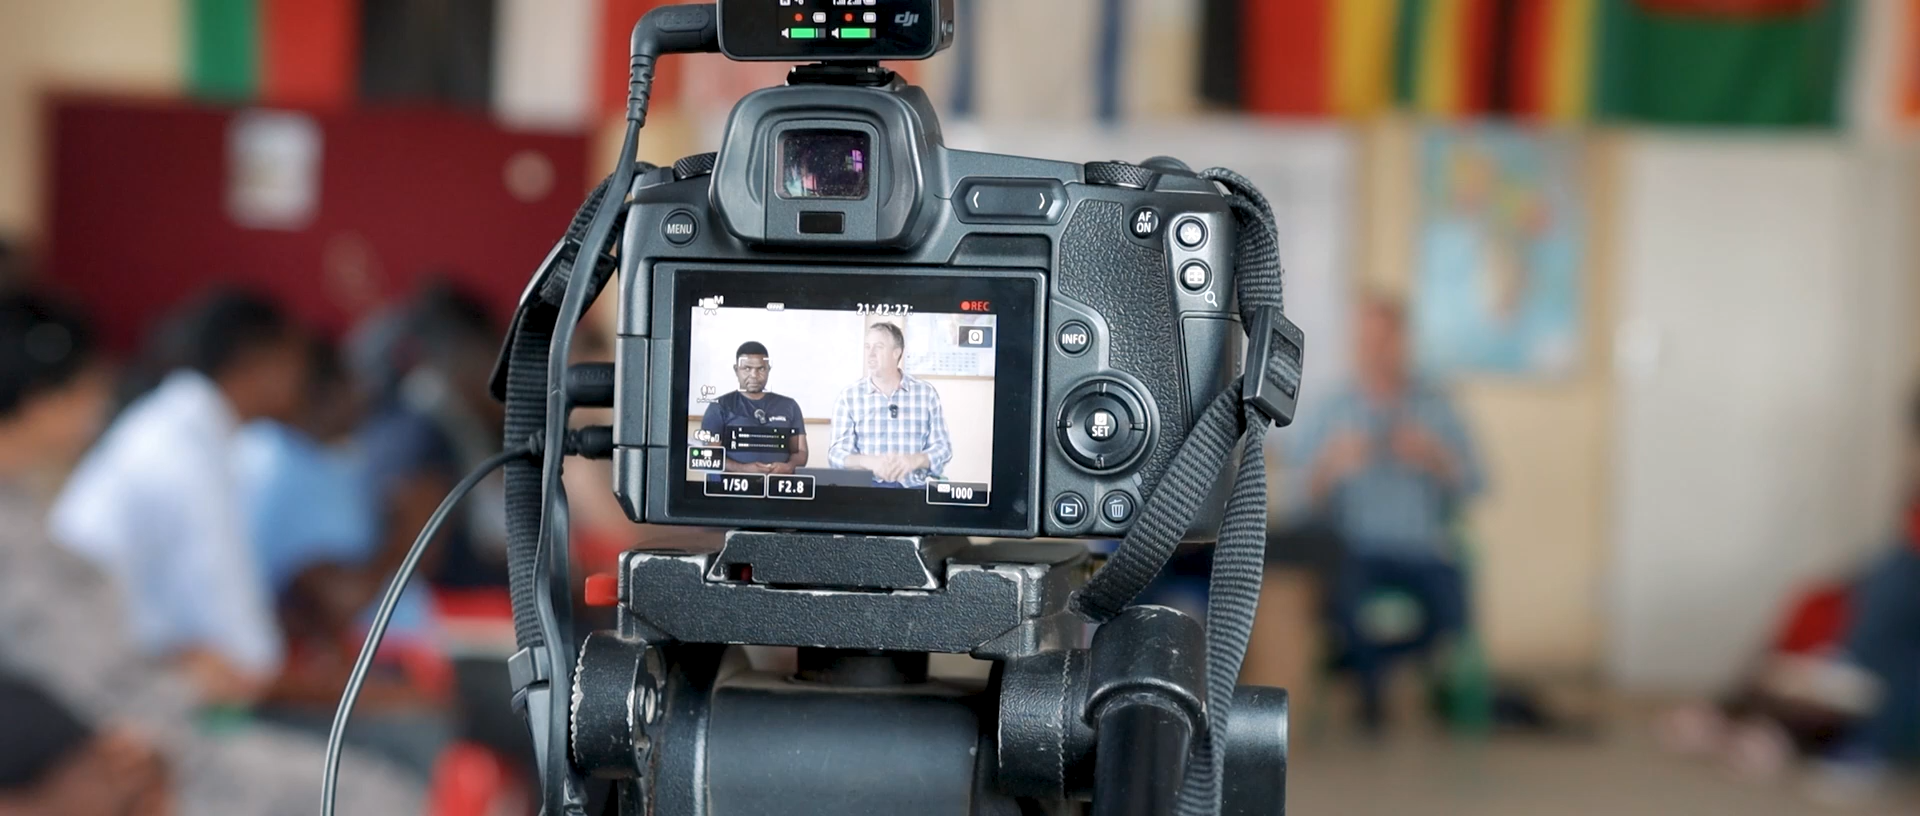 dji
MENU
AF
ON
21:42:27:
REC
Q
INFO
M
L
R
SERVO AF
SET
1/50
F2.8
1000